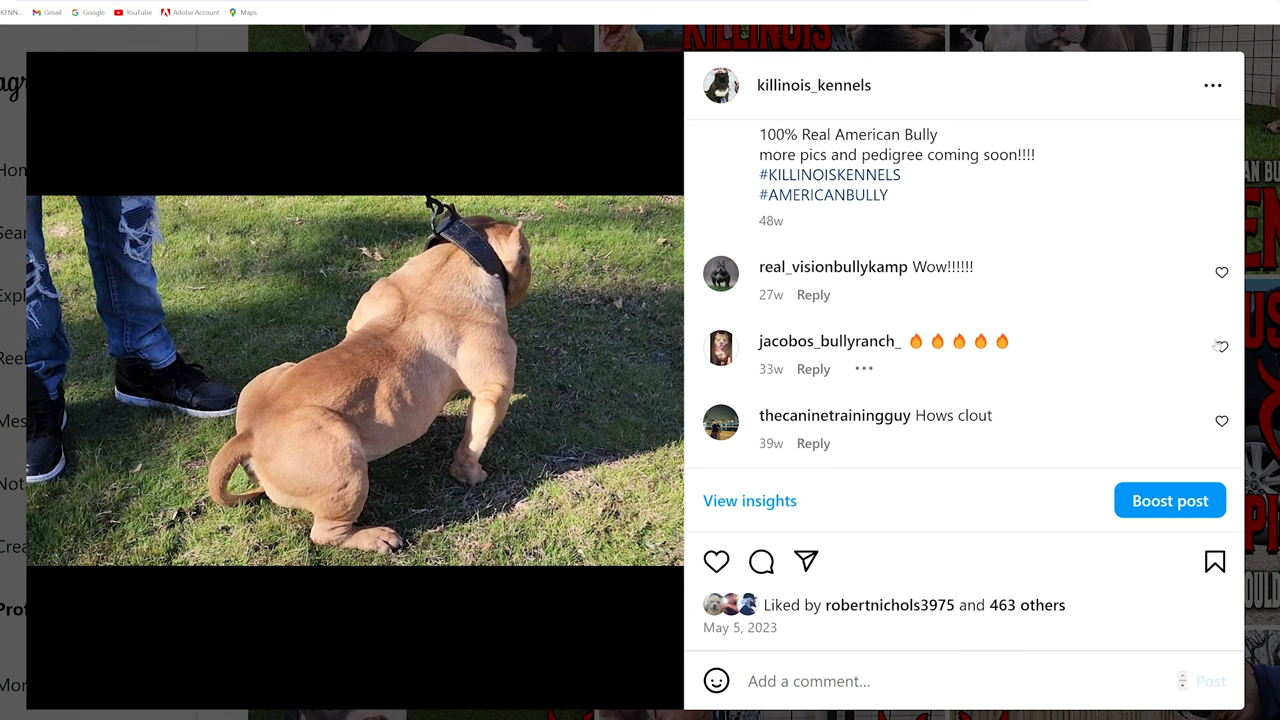 KENN...
Gmail
Google
YouTube
Adobe Account
Maps
KILLINOIS
killinois_kennels
100% Real American Bully
more pics and pedigree coming soon!!!!
#KILLINOISKENNELS
#AMERICANBULLY
48w
real_visionbullykamp Wow!!!!!!
27w Reply
jacobos_bullyranch_ 🔥🔥🔥🔥🔥
33w Reply
thecaninetrainingguy Hows clout
39w Reply
View insights
Boost post
Liked by robertnichols3975 and 463 others
May 5, 2023
Add a comment...
Post